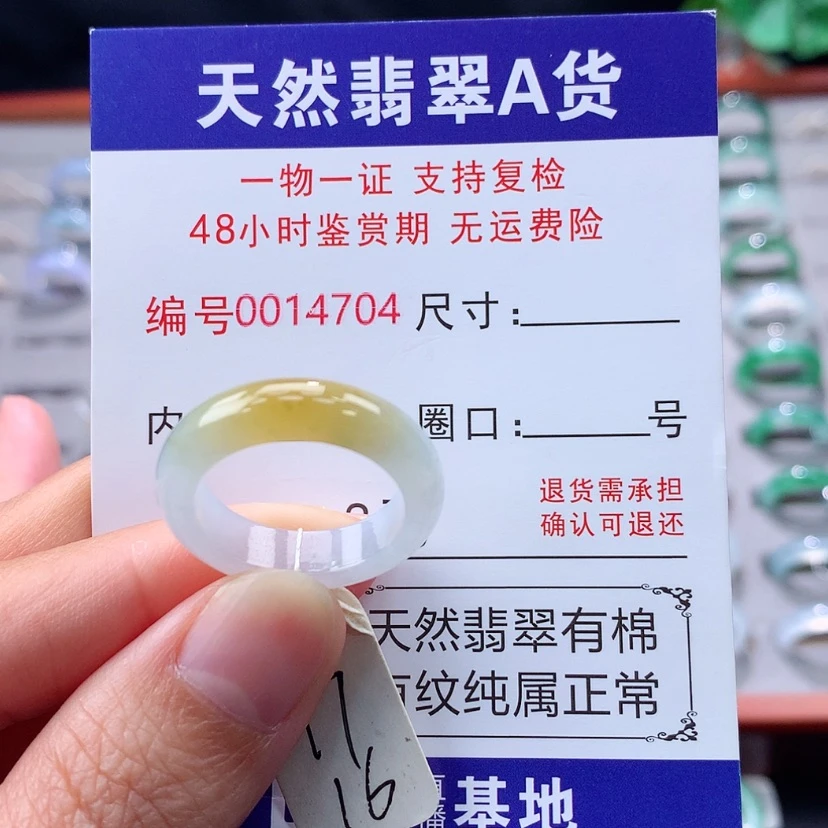 天然翡翠A货
一物一证 支持复检
48小时鉴赏期 无运费险
编号0014704 尺寸:
内 圈口: 号
退货需承担
确认可退还
天然翡翠有棉
纹纯属正常
17
16
基地